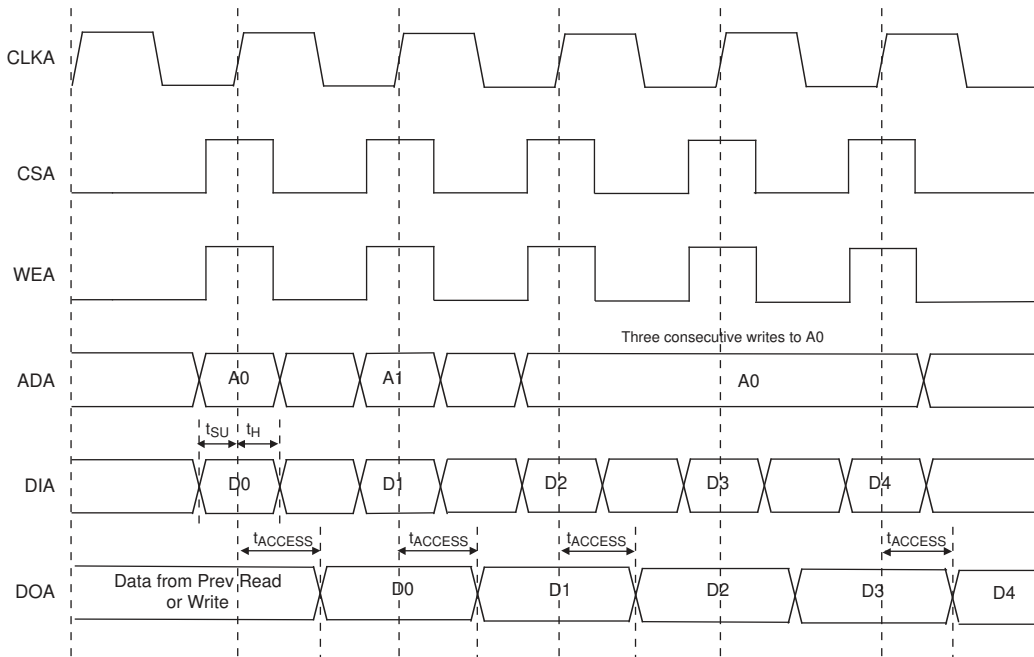 CLKA
CSA
WEA
Three consecutive writes to A0
ADA
A0
A1
A0
tSU
tH
DIA
D0
D1
D2
D3
D4
tACCESS
tACCESS
tACCESS
tACCESS
DOA
Data from Prev Read
or Write
D0
D1
D2
D3
D4